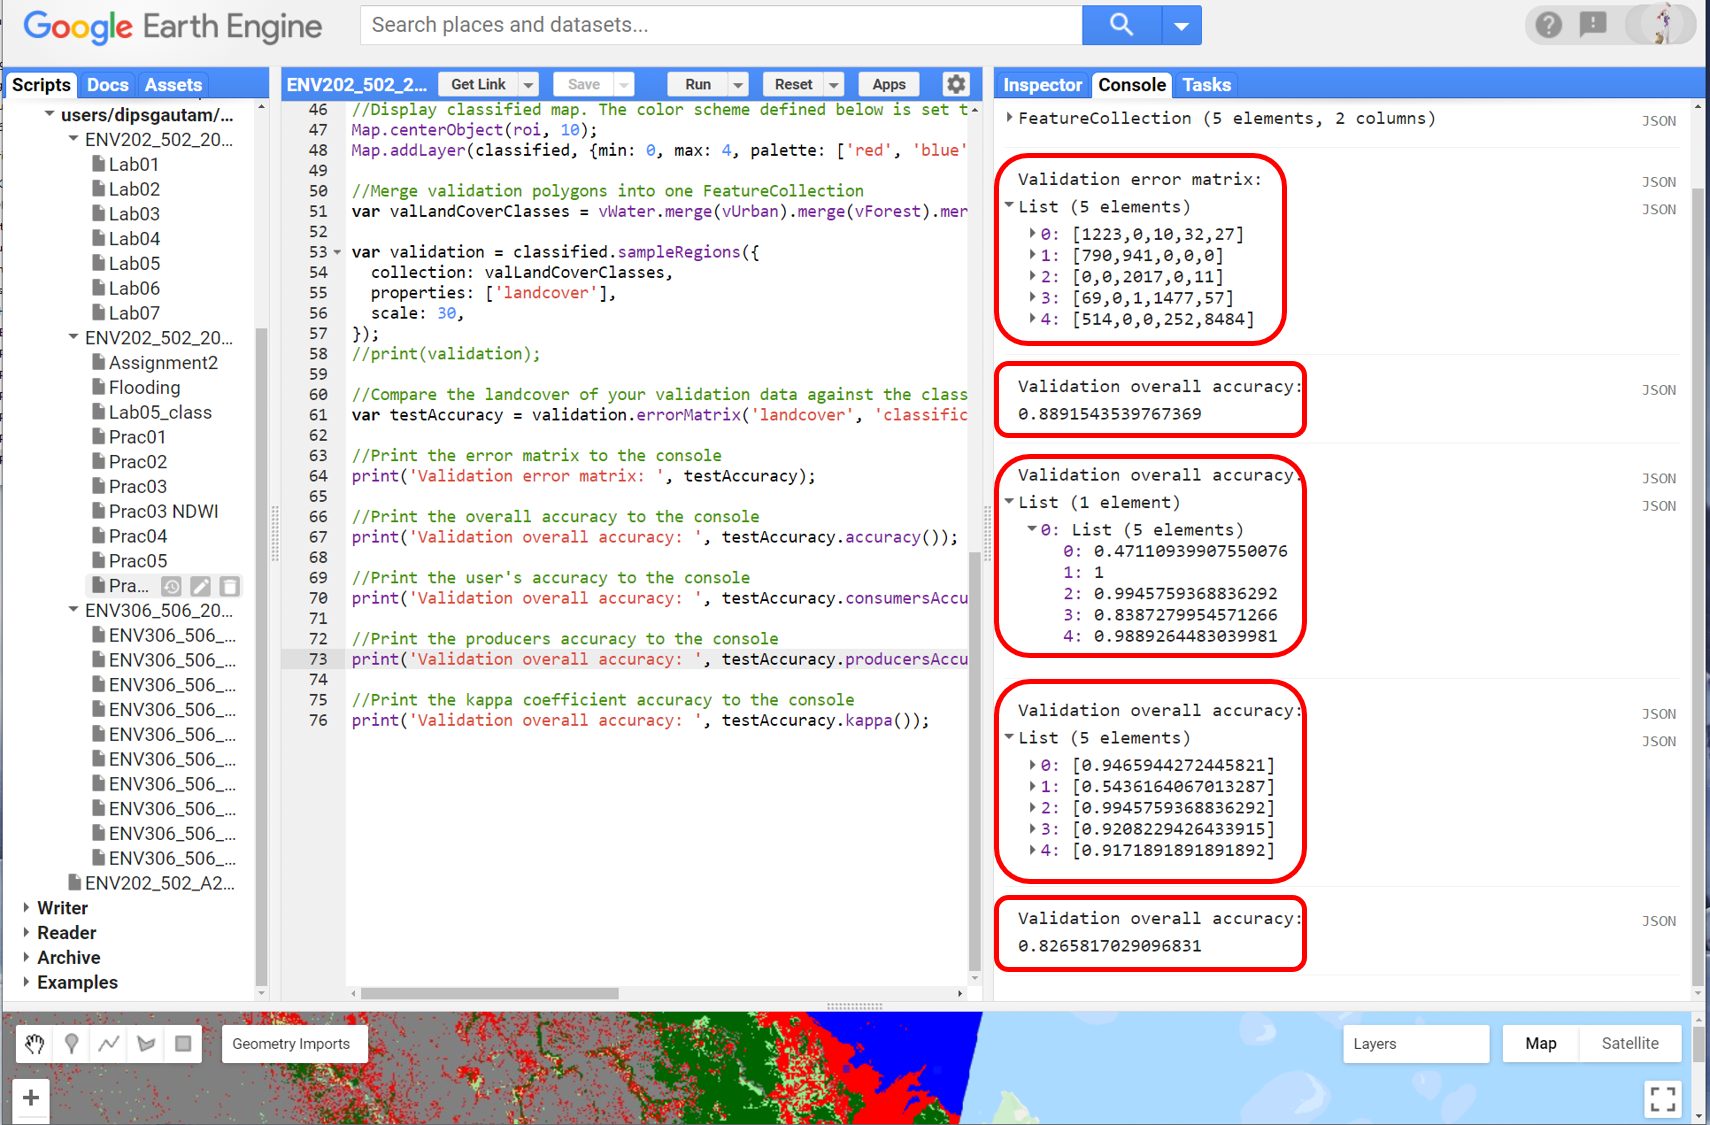 Google Earth Engine
Search places and datasets...
Scripts Docs Assets
users/dipsgautam/...
ENV202_502_20...
Lab01
Lab02
Lab03
Lab04
Lab05
Lab06
Lab07
ENV202_502_20...
Assignment2
Flooding
Lab05_class
Prac01
Prac02
Prac03
Prac03 NDWI
Prac04
Prac05
Pra...
ENV306_506_20...
ENV306_506_...
ENV306_506_...
ENV306_506_...
ENV306_506_...
ENV306_506_...
ENV306_506_...
ENV306_506_...
ENV306_506_...
ENV306_506_...
ENV306_506_...
ENV202_502_A2...
Writer
Reader
Archive
Examples
ENV202_502_2... Get Link Save Run Reset Apps
46 //Display classified map. The color scheme defined below is set t
47 Map.centerObject(roi, 10);
48 Map.addLayer(classified, {min: 0, max: 4, palette: ['red', 'blue'
49
50 //Merge validation polygons into one FeatureCollection
51 var valLandCoverClasses = vWater.merge(vUrban).merge(vForest).mer
52
53 var validation = classified.sampleRegions({
54 collection: valLandCoverClasses,
55 properties: ['landcover'],
56 scale: 30,
57 });
58 //print(validation);
59
60 //Compare the landcover of your validation data against the class
61 var testAccuracy = validation.errorMatrix('landcover', 'classific
62
63 //Print the error matrix to the console
64 print('Validation error matrix: ', testAccuracy);
65
66 //Print the overall accuracy to the console
67 print('Validation overall accuracy: ', testAccuracy.accuracy());
68
69 //Print the user's accuracy to the console
70 print('Validation overall accuracy: ', testAccuracy.consumersAccu
71
72 //Print the producers accuracy to the console
73 print('Validation overall accuracy: ', testAccuracy.producersAccu
74
75 //Print the kappa coefficient accuracy to the console
76 print('Validation overall accuracy: ', testAccuracy.kappa());
Inspector Console Tasks
FeatureCollection (5 elements, 2 columns) JSON
Validation error matrix: JSON
List (5 elements) JSON
0: [1223,0,10,32,27]
1: [790,941,0,0,0]
2: [0,0,2017,0,11]
3: [69,0,1,1477,57]
4: [514,0,0,252,8484]
Validation overall accuracy: JSON
0.8891543539767369
Validation overall accuracy: JSON
List (1 element) JSON
0: List (5 elements)
0: 0.47110939907550076
1: 1
2: 0.9945759368836292
3: 0.8387279954571266
4: 0.9889264483039981
Validation overall accuracy: JSON
List (5 elements) JSON
0: [0.9465944272445821]
1: [0.5436164067013287]
2: [0.9945759368836292]
3: [0.9208229426433915]
4: [0.9171891891891892]
Validation overall accuracy: JSON
0.8265817029096831
Geometry Imports
Layers
Map Satellite